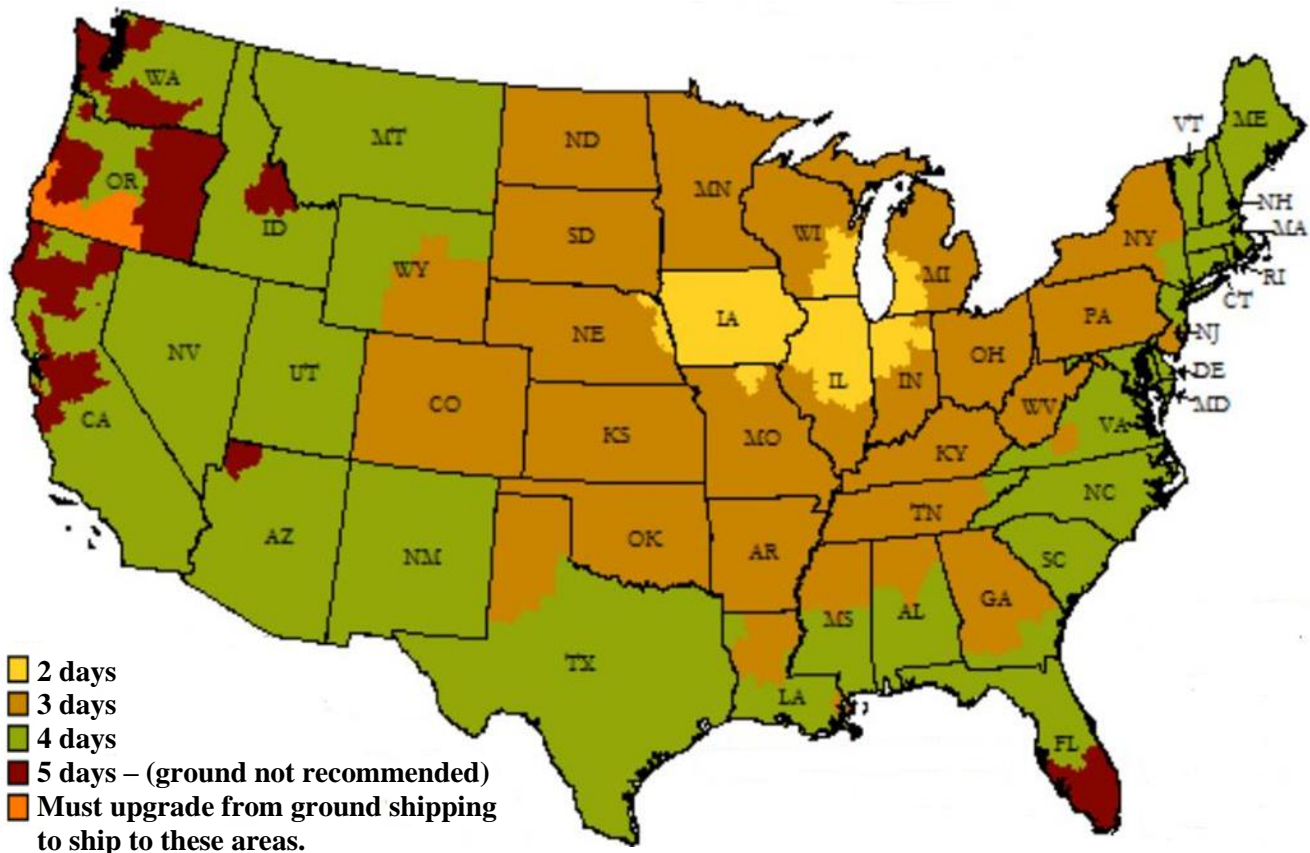 WA
MT
ND
MN
VT
ME
OR
ID
WY
SD
WI
MI
NY
NH
MA
RI
CT
NV
UT
CO
NE
IA
IL
IN
OH
PA
NJ
DE
MD
CA
KS
MO
KY
WV
VA
AZ
NM
OK
AR
TN
NC
SC
TX
LA
MS
AL
GA
FL
2 days
3 days
4 days
5 days – (ground not recommended)
Must upgrade from ground shipping
to ship to these areas.